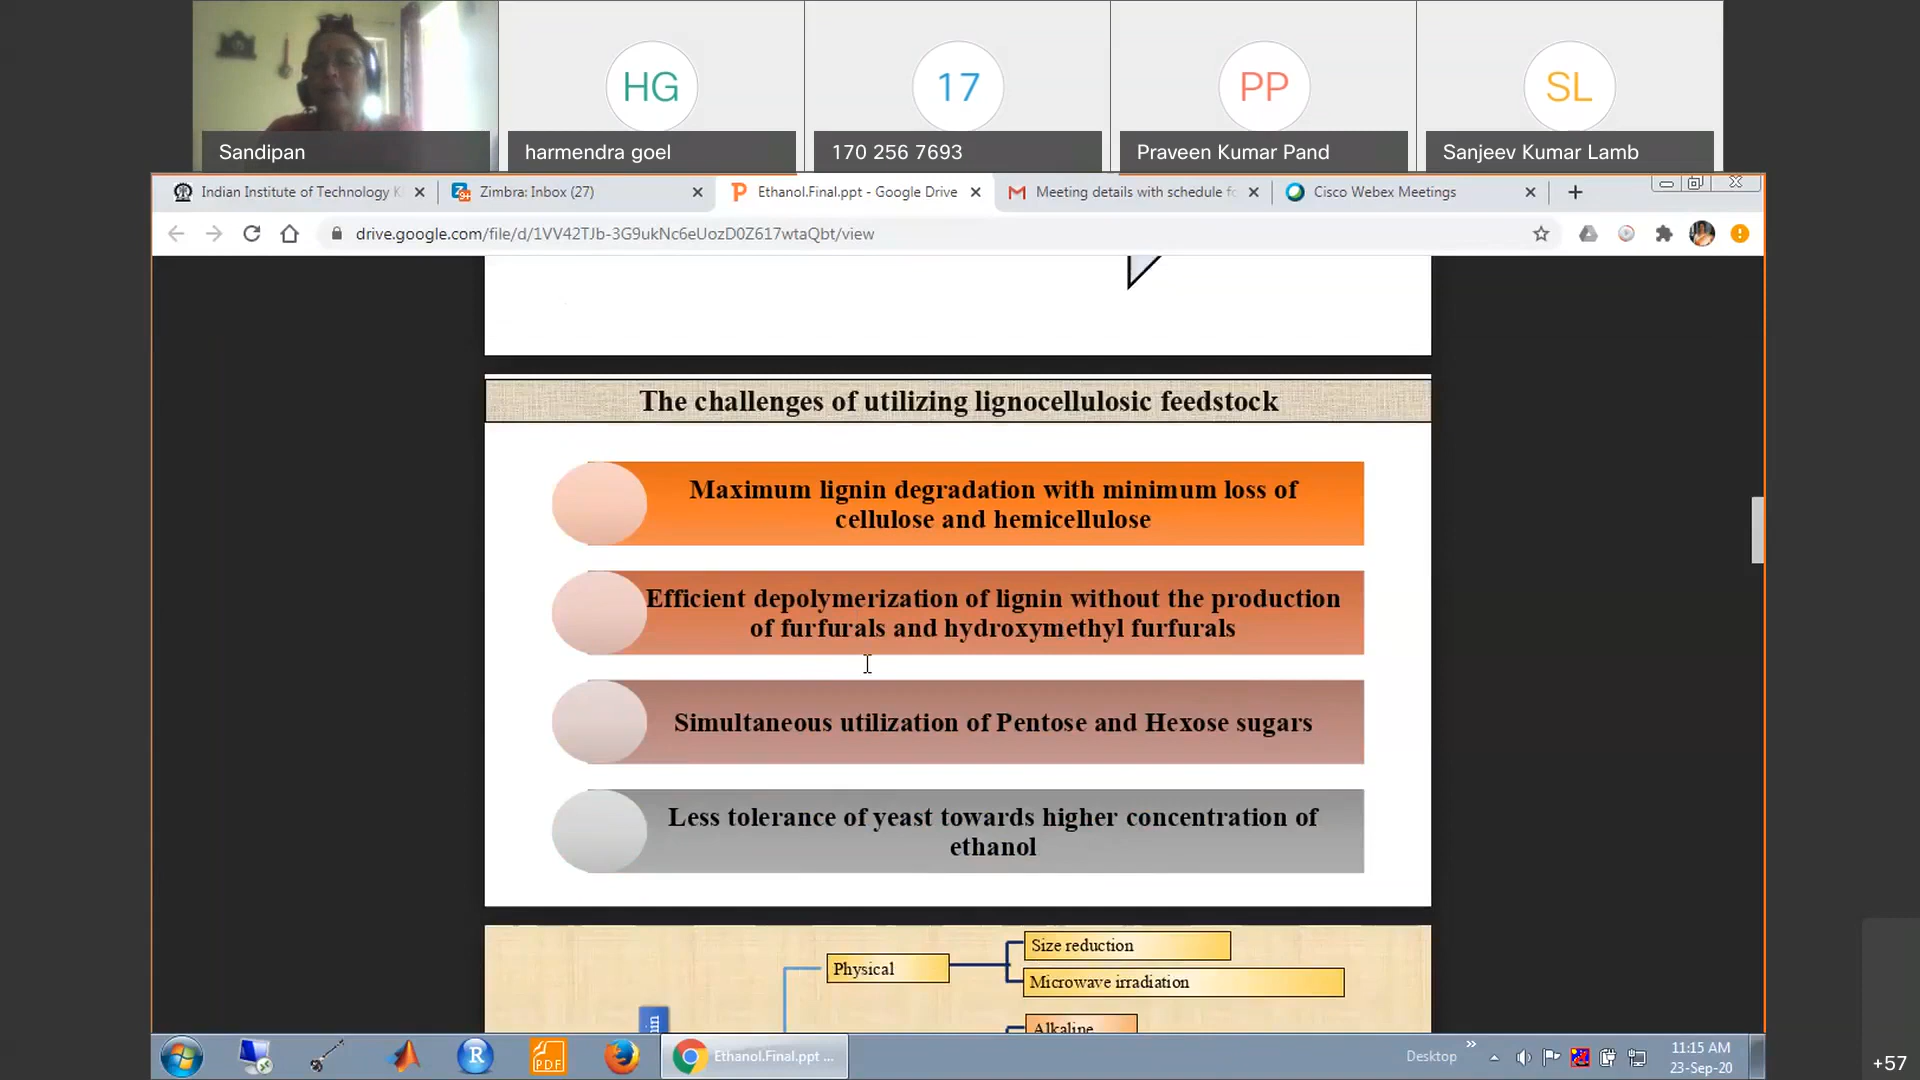 HG
17
PP
SL
Sandipan
harmendra goel
170 256 7693
Praveen Kumar Pand
Sanjeev Kumar Lamb
Indian Institute of Technology K
Zimbra: Inbox (27)
Ethanol.Final.ppt - Google Drive
Meeting details with schedule fo
Cisco Webex Meetings
drive.google.com/file/d/1VV42TJb-3G9ukNc6eUozD0Z617wtaQbt/view
The challenges of utilizing lignocellulosic feedstock
Maximum lignin degradation with minimum loss of
cellulose and hemicellulose
Efficient depolymerization of lignin without the production
of furfurals and hydroxymethyl furfurals
Simultaneous utilization of Pentose and Hexose sugars
Less tolerance of yeast towards higher concentration of
ethanol
Size reduction
Physical
Microwave irradiation
Alkaline
in
R
PDF
Ethanol.Final.ppt ...
Desktop
11:15 AM
23-Sep-20
+57